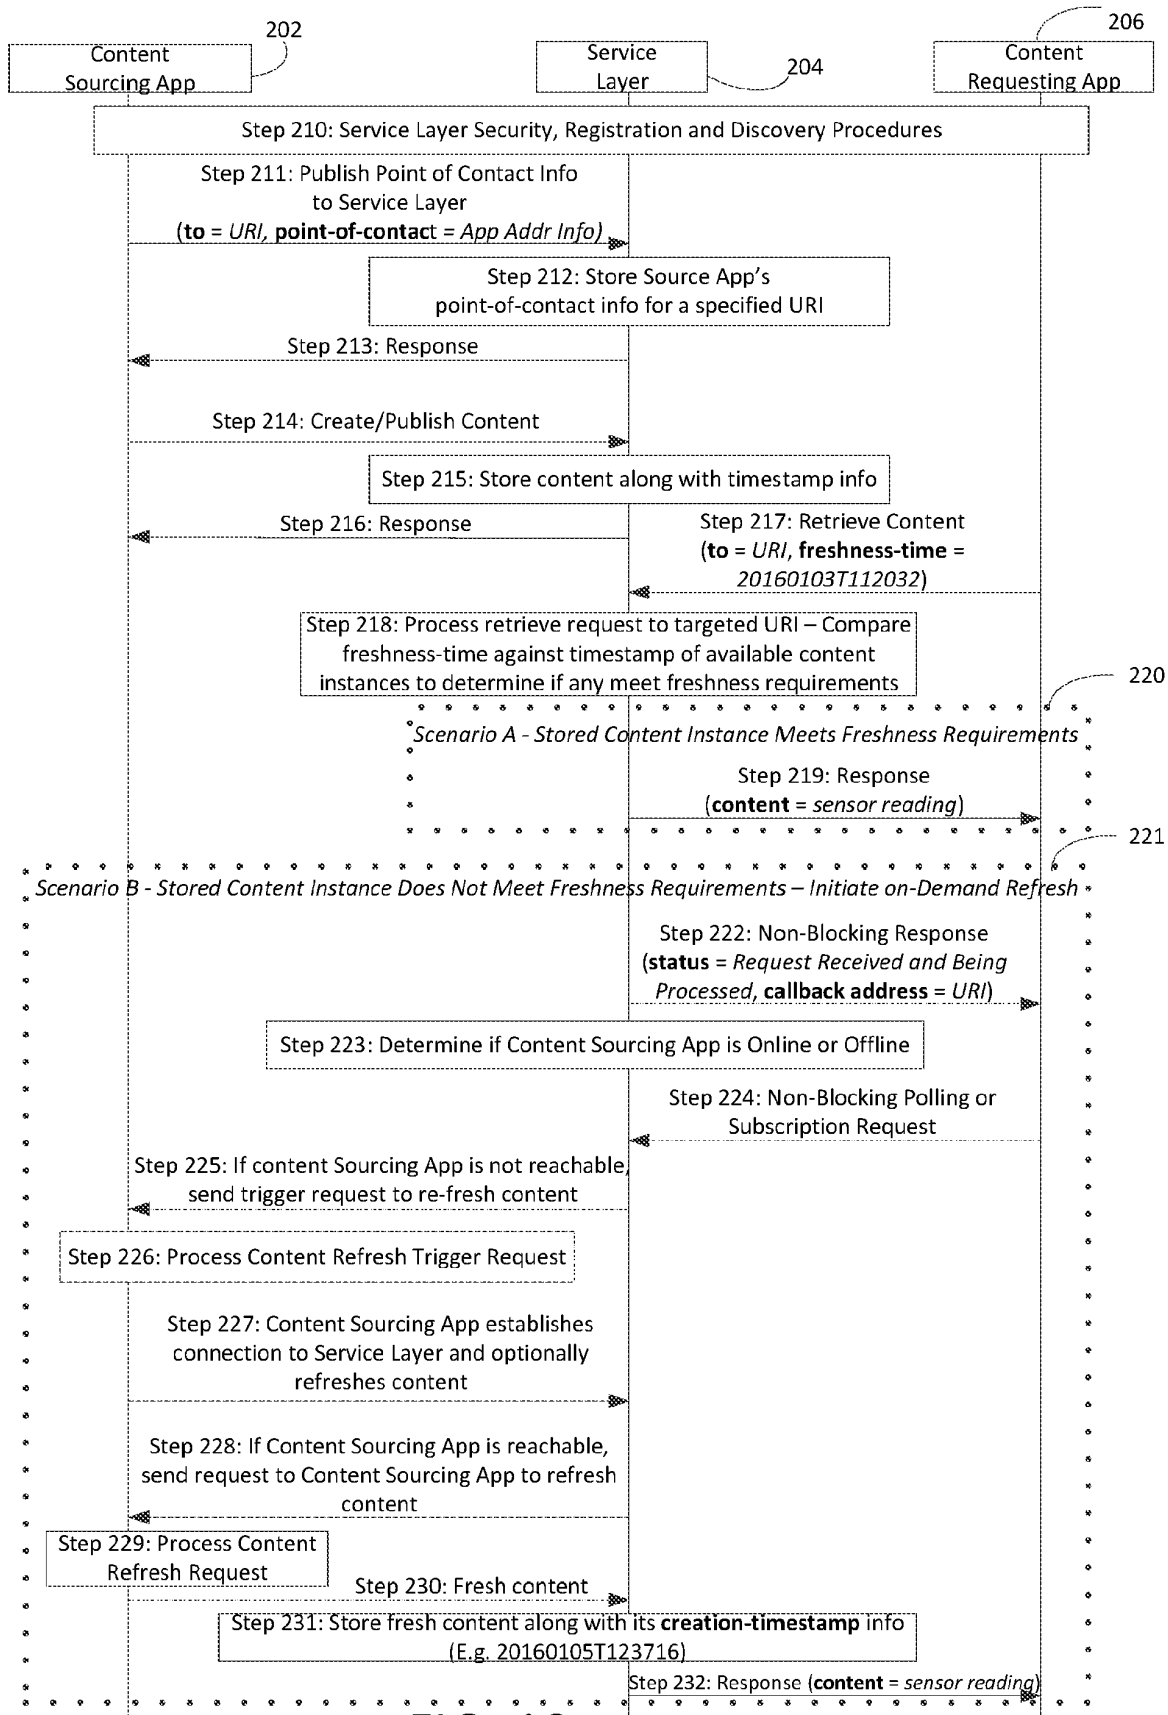 202
206
Content
Sourcing App
Service
Layer
204
Content
Requesting App
Step 210: Service Layer Security, Registration and Discovery Procedures
Step 211: Publish Point of Contact Info
to Service Layer
(to = URI, point-of-contact = App Addr Info)
Step 212: Store Source App's
point-of-contact info for a specified URI
Step 213: Response
Step 214: Create/Publish Content
Step 215: Store content along with timestamp info
Step 216: Response
Step 217: Retrieve Content
(to = URI, freshness-time =
20160103T112032)
Step 218: Process retrieve request to targeted URI – Compare
freshness-time against timestamp of available content
instances to determine if any meet freshness requirements
220
Scenario A - Stored Content Instance Meets Freshness Requirements
Step 219: Response
(content = sensor reading)
221
Scenario B - Stored Content Instance Does Not Meet Freshness Requirements – Initiate on-Demand Refresh
Step 222: Non-Blocking Response
(status = Request Received and Being
Processed, callback address = URI)
Step 223: Determine if Content Sourcing App is Online or Offline
Step 224: Non-Blocking Polling or
Subscription Request
Step 225: If content Sourcing App is not reachable,
send trigger request to re-fresh content
Step 226: Process Content Refresh Trigger Request
Step 227: Content Sourcing App establishes
connection to Service Layer and optionally
refreshes content
Step 228: If Content Sourcing App is reachable,
send request to Content Sourcing App to refresh
content
Step 229: Process Content
Refresh Request
Step 230: Fresh content
Step 231: Store fresh content along with its creation-timestamp info
(E.g. 20160105T123716)
Step 232: Response (content = sensor reading)